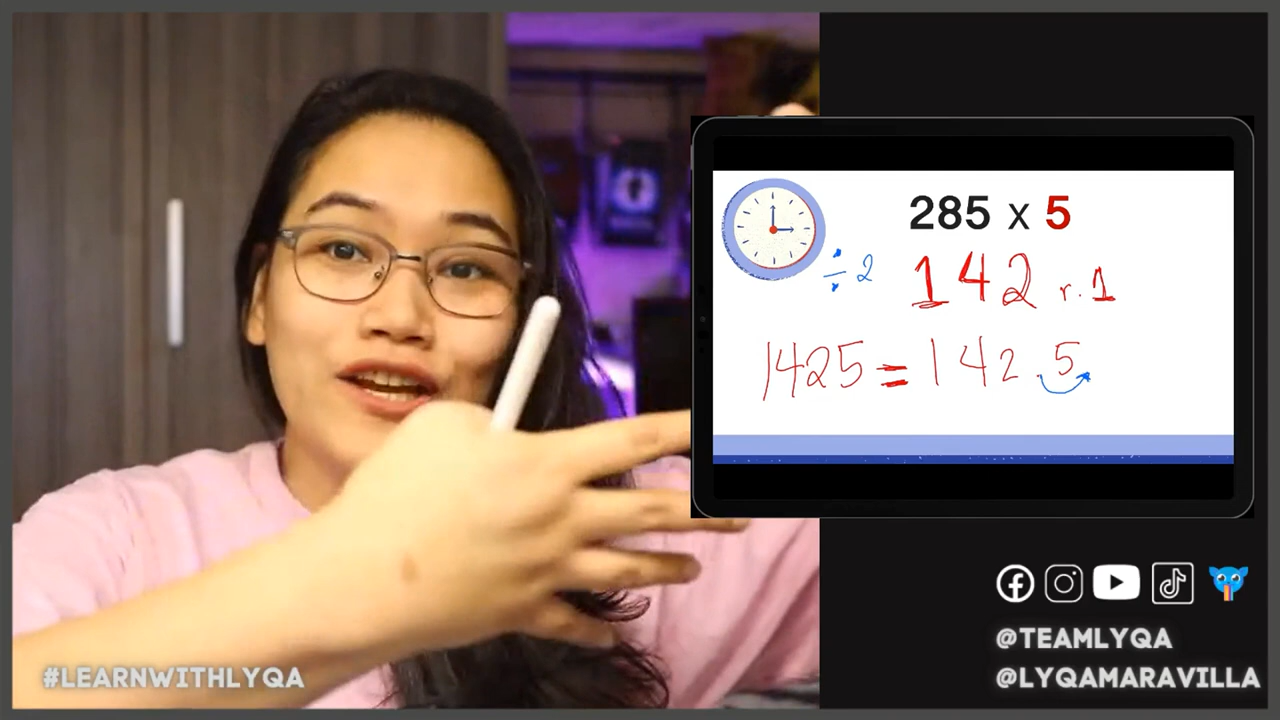 285 x 5
÷ 2
142 r. 1
1425 = 142.5
#LEARNWITHLYQA
@TEAMLYQA
@LYQAMARAVILLA